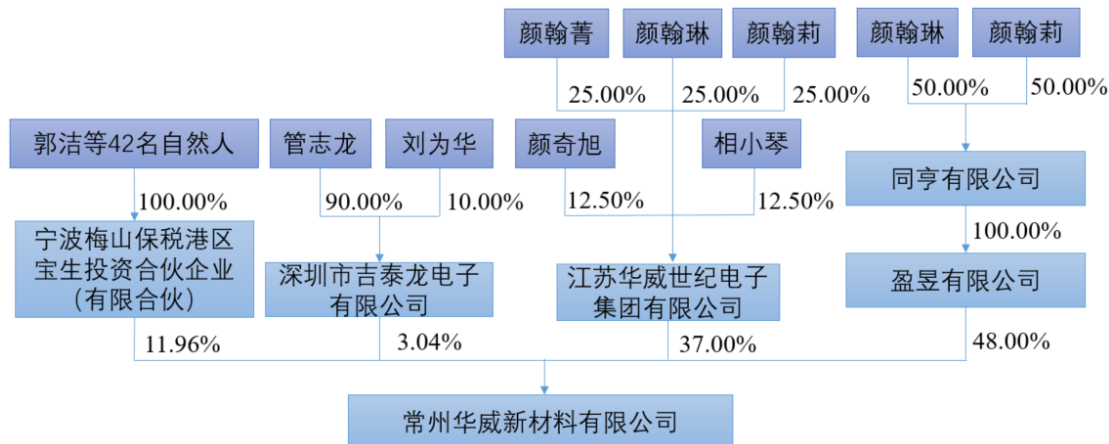 颜翰菁
颜翰琳
颜翰莉
颜翰琳
颜翰莉
25.00%
25.00%
25.00%
50.00%
50.00%
郭洁等42名自然人
管志龙
刘为华
颜奇旭
相小琴
同亨有限公司
100.00%
90.00%
10.00%
12.50%
12.50%
100.00%
宁波梅山保税港区
宝生投资合伙企业
（有限合伙）
深圳市吉泰龙电子
有限公司
江苏华威世纪电子
集团有限公司
盈昱有限公司
11.96%
3.04%
37.00%
48.00%
常州华威新材料有限公司